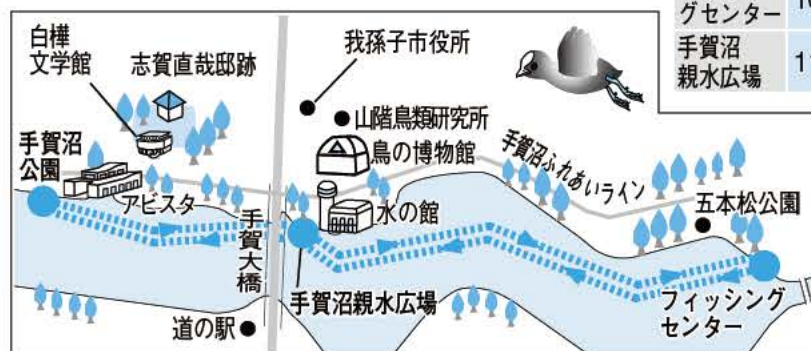 グセンター
手賀沼
親水広場
白樺
文学館
志賀直哉邸跡
我孫子市役所
山階鳥類研究所
鳥の博物館
手賀沼ふれあいライン
五本松公園
手賀沼
公園
アビスタ
手賀大橋
水の館
手賀沼親水広場
道の駅
フィッシング
センター